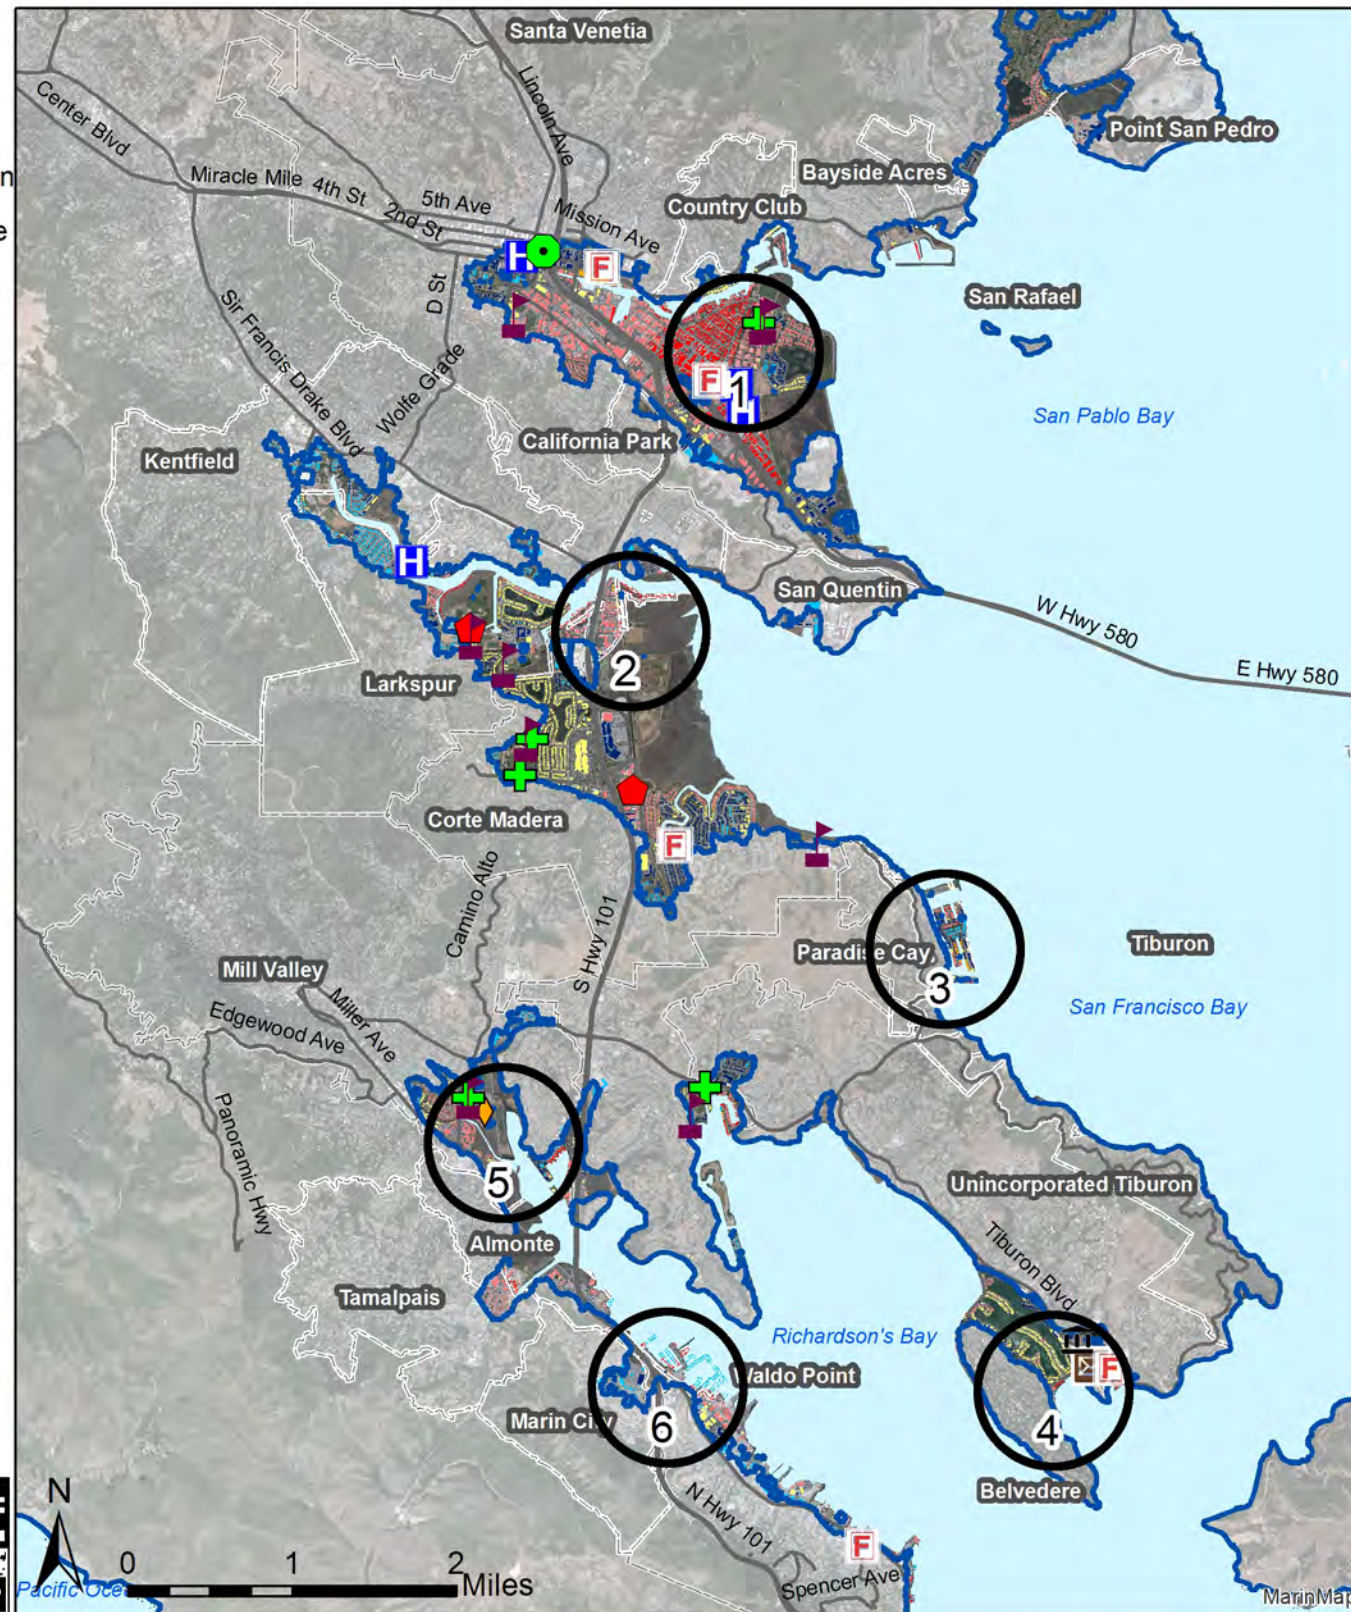 Santa Venetia
Lincoln Ave
Center Blvd
Point San Pedro
n
Miracle Mile
4th St
5th Ave
2nd St
Mission Ave
Bayside Acres
Country Club
e
H
F
D St
San Rafael
Sir Francis Drake Blvd
Wolfe Grade
F
1
H
San Pablo Bay
California Park
Kentfield
H
San Quentin
W Hwy 580
E Hwy 580
2
Larkspur
Corte Madera
F
Camino Alto
S Hwy 101
Paradise Cay
Tiburon
3
San Francisco Bay
Mill Valley
Miller Ave
Edgewood Ave
Panoramic Hwy
5
Unincorporated Tiburon
Almonte
Tiburon Blvd
Tamalpais
Richardson's Bay
F
Waldo Point
Marin City
6
4
Belvedere
N
N Hwy 101
F
0 1 2
Miles
Spencer Ave
Pacific Oce
MarinMap